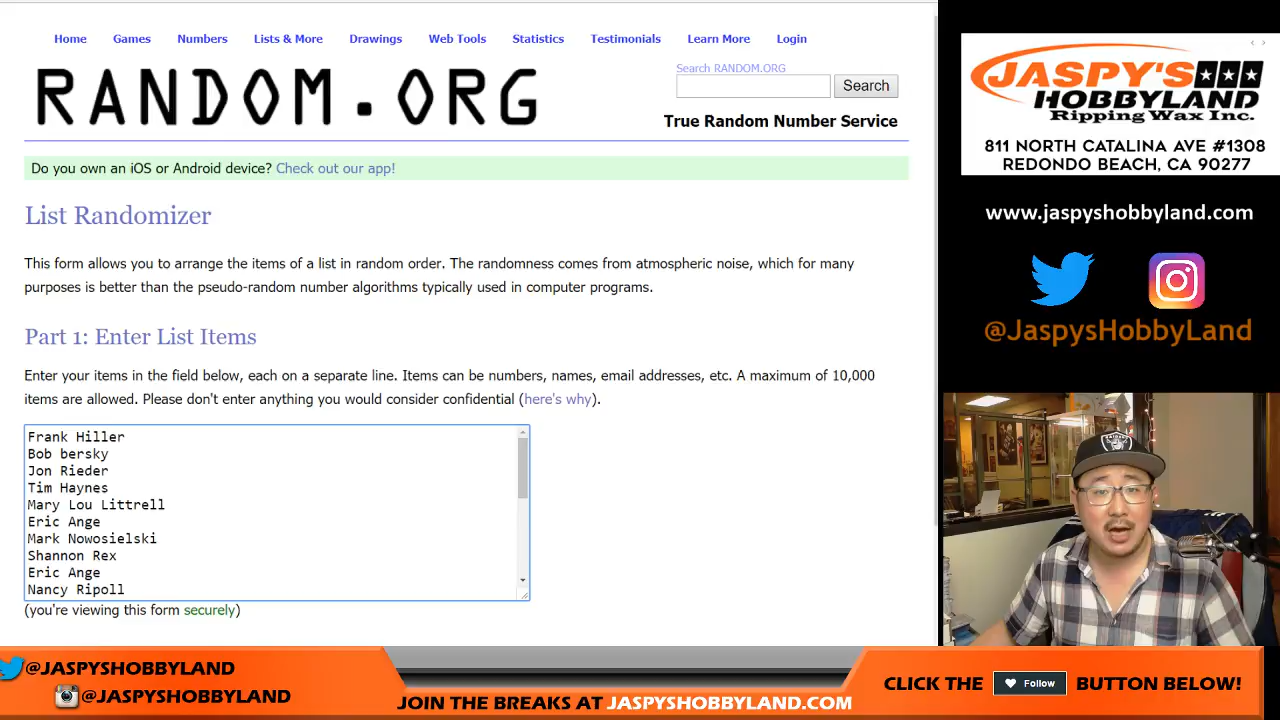 Home Games Numbers Lists & More Drawings Web Tools Statistics Testimonials Learn More Login
RANDOM.ORG
Search RANDOM.ORG
Search
True Random Number Service
Do you own an iOS or Android device? Check out our app!
List Randomizer
This form allows you to arrange the items of a list in random order. The randomness comes from atmospheric noise, which for many
purposes is better than the pseudo-random number algorithms typically used in computer programs.
Part 1: Enter List Items
Enter your items in the field below, each on a separate line. Items can be numbers, names, email addresses, etc. A maximum of 10,000
items are allowed. Please don't enter anything you would consider confidential (here's why).
Frank Hiller
Bob bersky
Jon Rieder
Tim Haynes
Mary Lou Littrell
Eric Ange
Mark Nowosielski
Shannon Rex
Eric Ange
Nancy Ripoll
(you're viewing this form securely)
JASPY'S
HOBBYLAND
Ripping Wax Inc.
811 NORTH CATALINA AVE #1308
REDONDO BEACH, CA 90277
www.jaspyshobbyland.com
@JaspysHobbyLand
RAIDERS
@JASPYSHOBBYLAND
@JASPYSHOBBYLAND
JOIN THE BREAKS AT JASPYSHOBBYLAND.COM
CLICK THE Follow BUTTON BELOW!